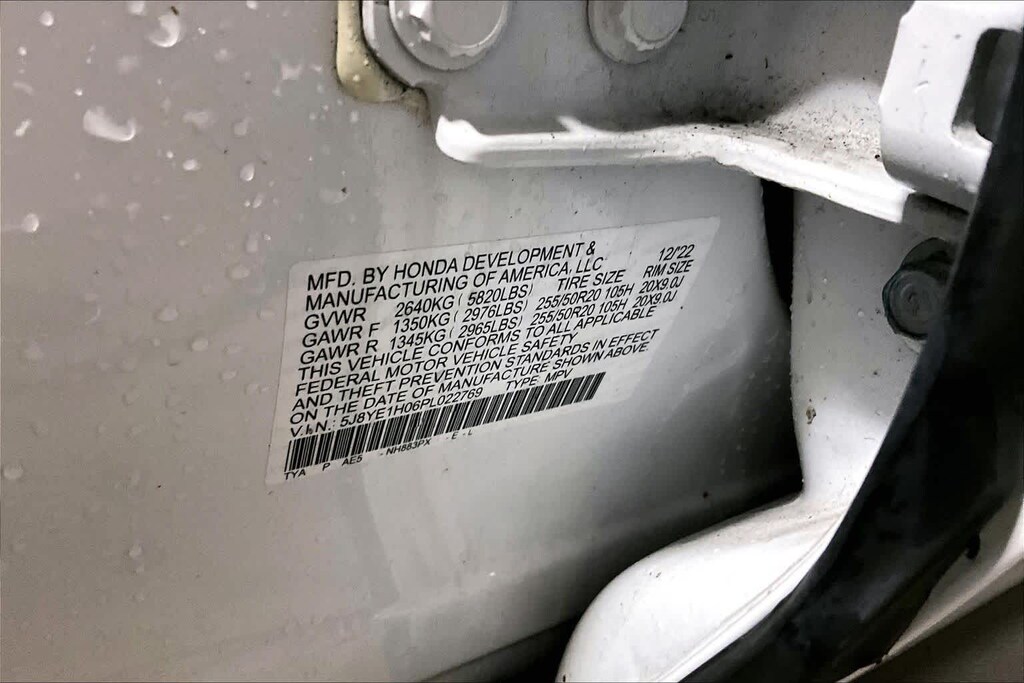 MFD. BY HONDA DEVELOPMENT &
MANUFACTURING OF AMERICA, LLC 12/'22
GVWR 2640KG ( 5820LBS) TIRE SIZE RIM SIZE
GAWR F 1350KG ( 2976LBS) 255/50R20 105H 20X9.0J
GAWR R 1345KG ( 2965LBS) 255/50R20 105H 20X9.0J
THIS VEHICLE CONFORMS TO ALL APPLICABLE
FEDERAL MOTOR VEHICLE SAFETY
AND THEFT PREVENTION STANDARDS IN EFFECT
ON THE DATE OF MANUFACTURE SHOWN ABOVE.
V.I.N.: 5J8YE1H06PL022769 TYPE: MPV
TYA P AE5 - NH883PX - E - L